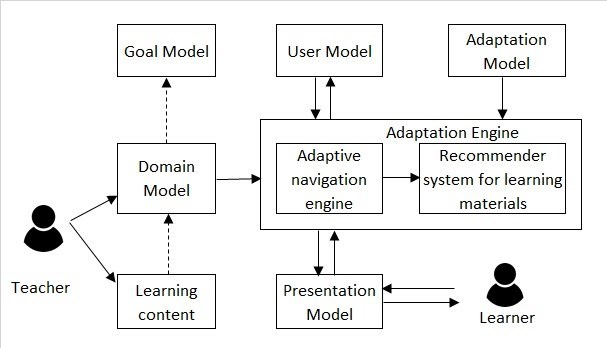 Goal Model
User Model
Adaptation
Model
Adaptation Engine
Domain
Model
Adaptive
navigation
engine
Recommender
system for learning
materials
Teacher
Learning
content
Presentation
Model
Learner